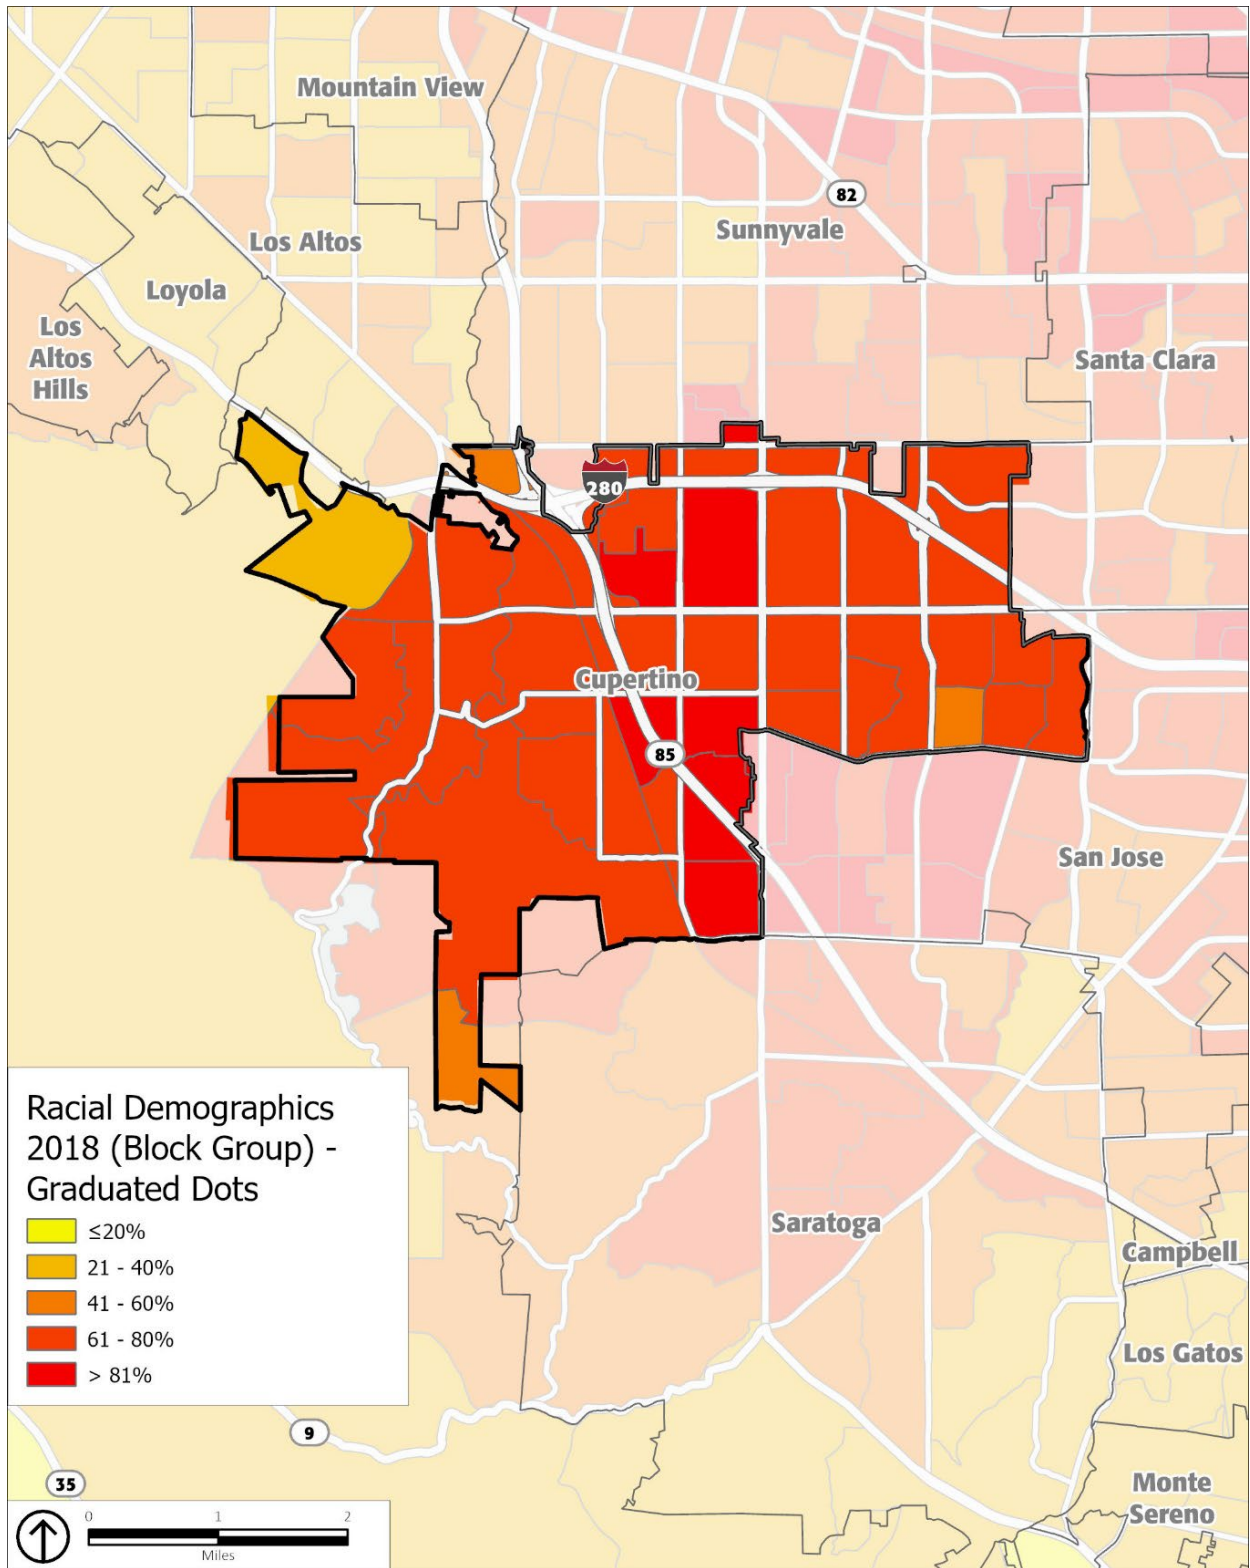 Mountain View
82
Sunnyvale
Los Altos
Loyola
Los
Altos
Hills
Santa Clara
280
Cupertino
85
San Jose
Racial Demographics
2018 (Block Group) -
Graduated Dots
≤20%
21 - 40%
41 - 60%
61 - 80%
> 81%
Saratoga
Campbell
Los Gatos
9
35
Monte
Sereno
0 1 2
Miles